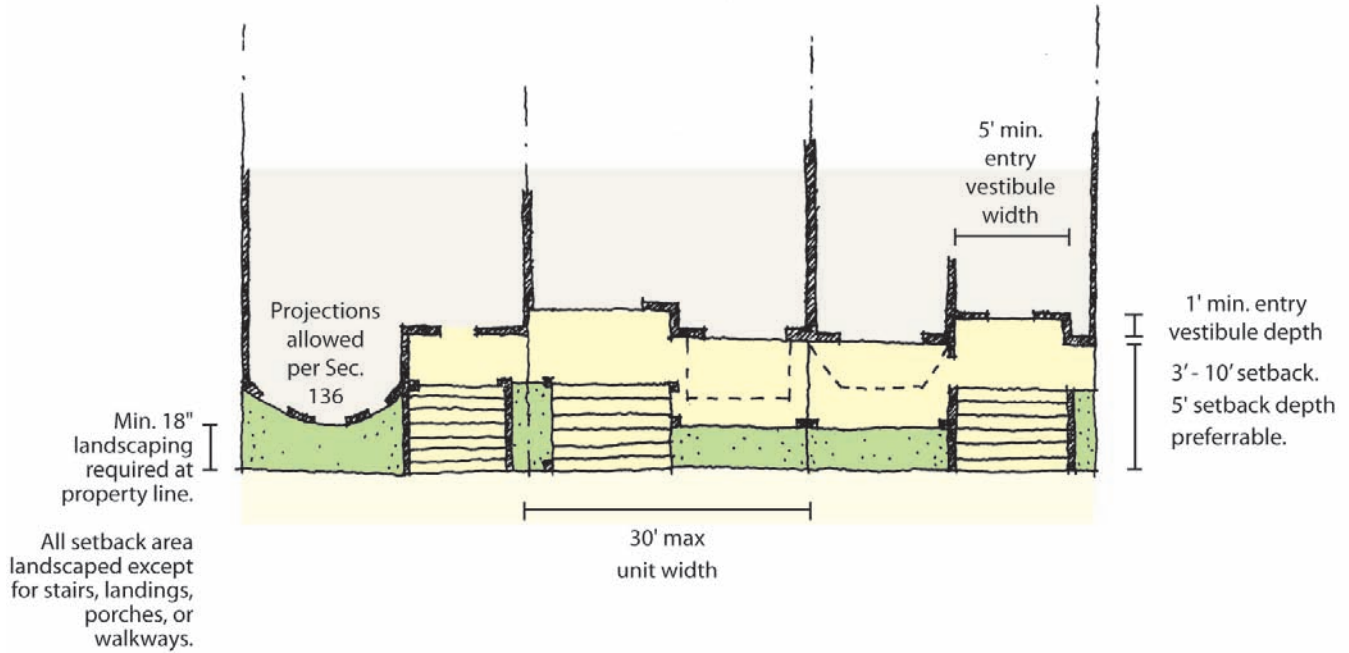 5' min.
entry
vestibule
width
Projections
allowed
per Sec.
136
1' min. entry
vestibule depth
3' - 10' setback.
5' setback depth
preferrable.
Min. 18"
landscaping
required at
property line.
All setback area
landscaped except
for stairs, landings,
porches, or
walkways.
30' max
unit width